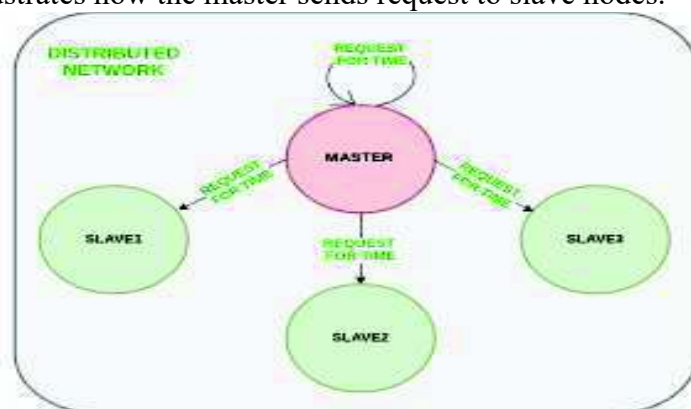 ustrates how the master sends request to slave nodes.
DISTRIBUTED
NETWORK
REQUEST
FOR TIME
MASTER
REQUEST
FOR TIME
REQUEST
FOR TIME
SLAVE1
REQUEST
FOR TIME
SLAVE3
SLAVE2